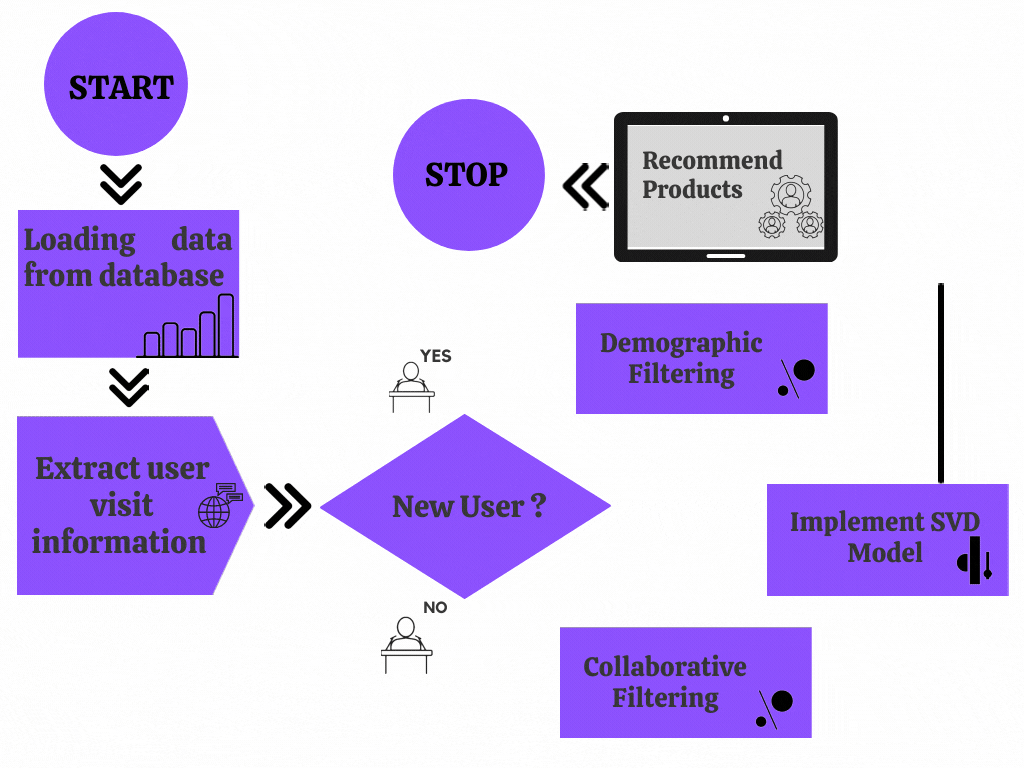 START
Loading data
from database
Extract user
visit
information
New User ?
YES
NO
STOP
Recommend
Products
Demographic
Filtering
Implement SVD
Model
Collaborative
Filtering